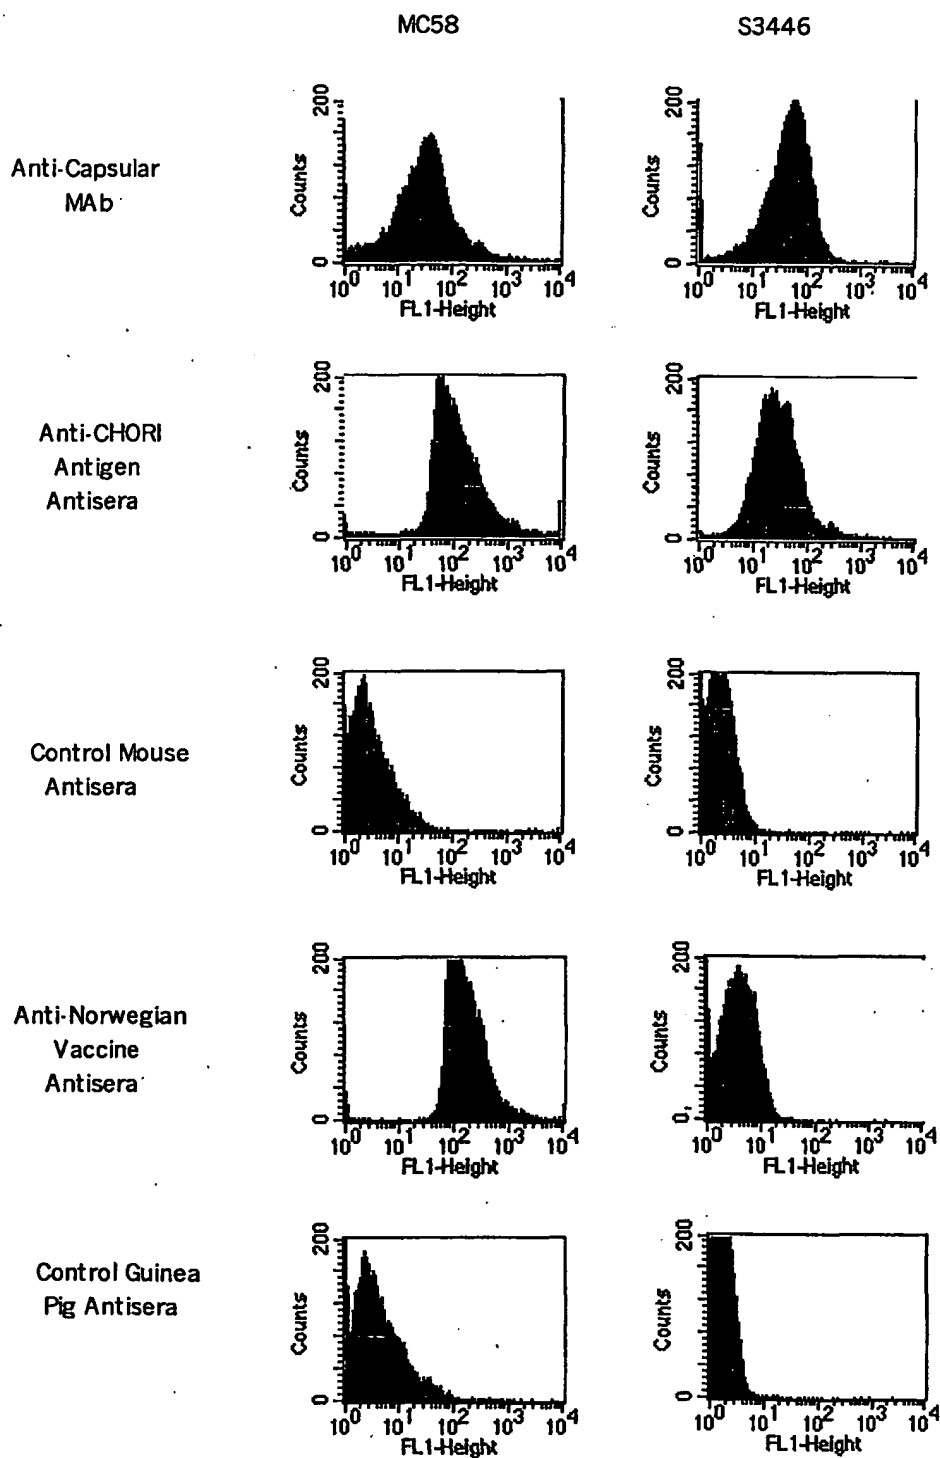 MC58 S3446
Anti-Capsular
MAb
200
Counts
0
10^0 10^1 10^2 10^3 10^4
FL1-Height
200
Counts
0
10^0 10^1 10^2 10^3 10^4
FL1-Height
Anti-CHORI
Antigen
Antisera
200
Counts
0
10^0 10^1 10^2 10^3 10^4
FL1-Height
200
Counts
0
10^0 10^1 10^2 10^3 10^4
FL1-Height
Control Mouse
Antisera
200
Counts
0
10^0 10^1 10^2 10^3 10^4
FL1-Height
200
Counts
0
10^0 10^1 10^2 10^3 10^4
FL1-Height
Anti-Norwegian
Vaccine
Antisera
200
Counts
0
10^0 10^1 10^2 10^3 10^4
FL1-Height
200
Counts
0
10^0 10^1 10^2 10^3 10^4
FL1-Height
Control Guinea
Pig Antisera
200
Counts
0
10^0 10^1 10^2 10^3 10^4
FL1-Height
200
Counts
0
10^0 10^1 10^2 10^3 10^4
FL1-Height